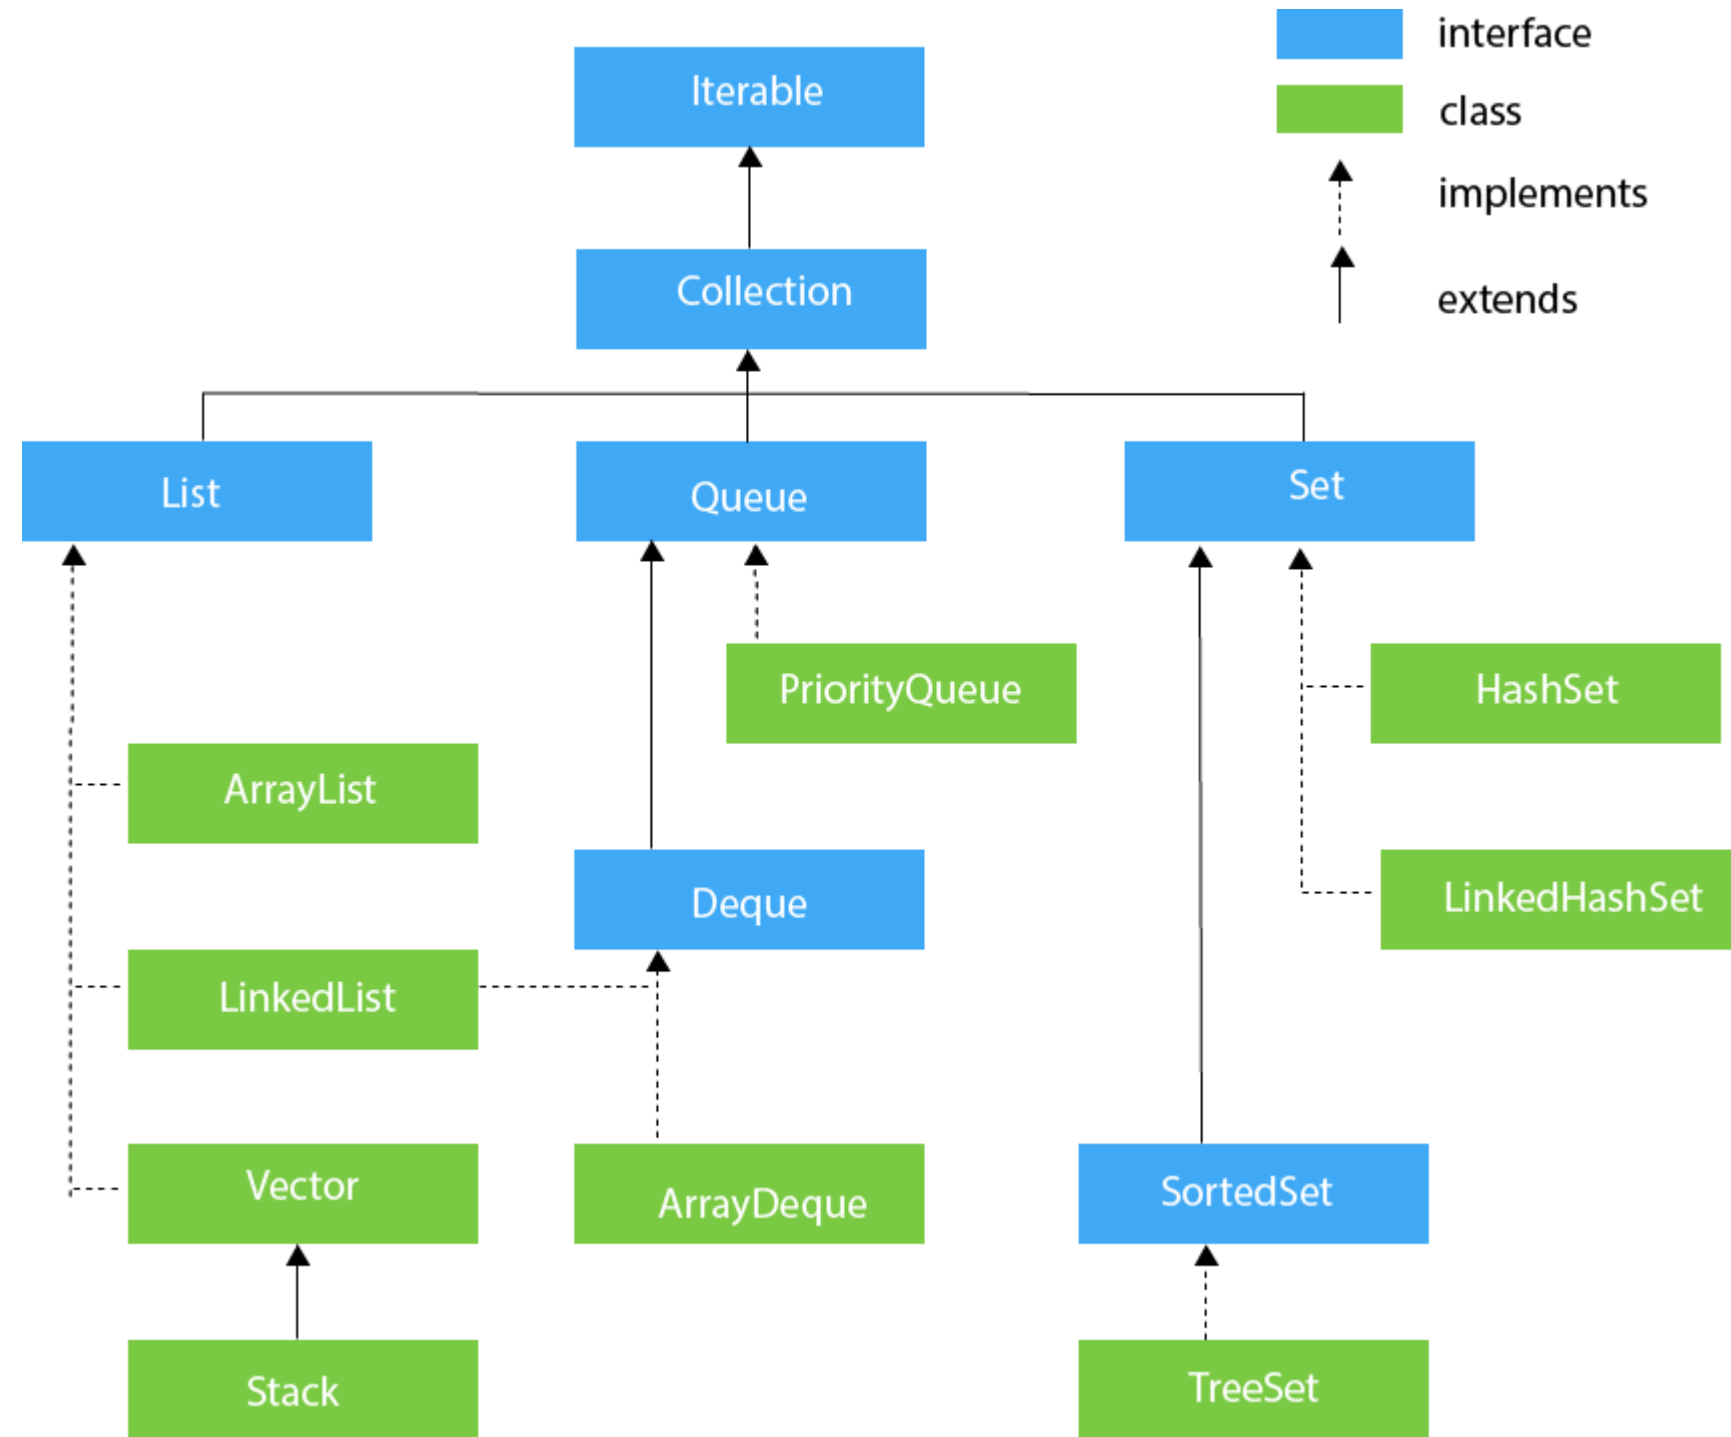 interface
Iterable
class
implements
Collection
extends
List
Queue
Set
PriorityQueue
HashSet
ArrayList
Deque
LinkedHashSet
LinkedList
Vector
ArrayDeque
SortedSet
Stack
TreeSet